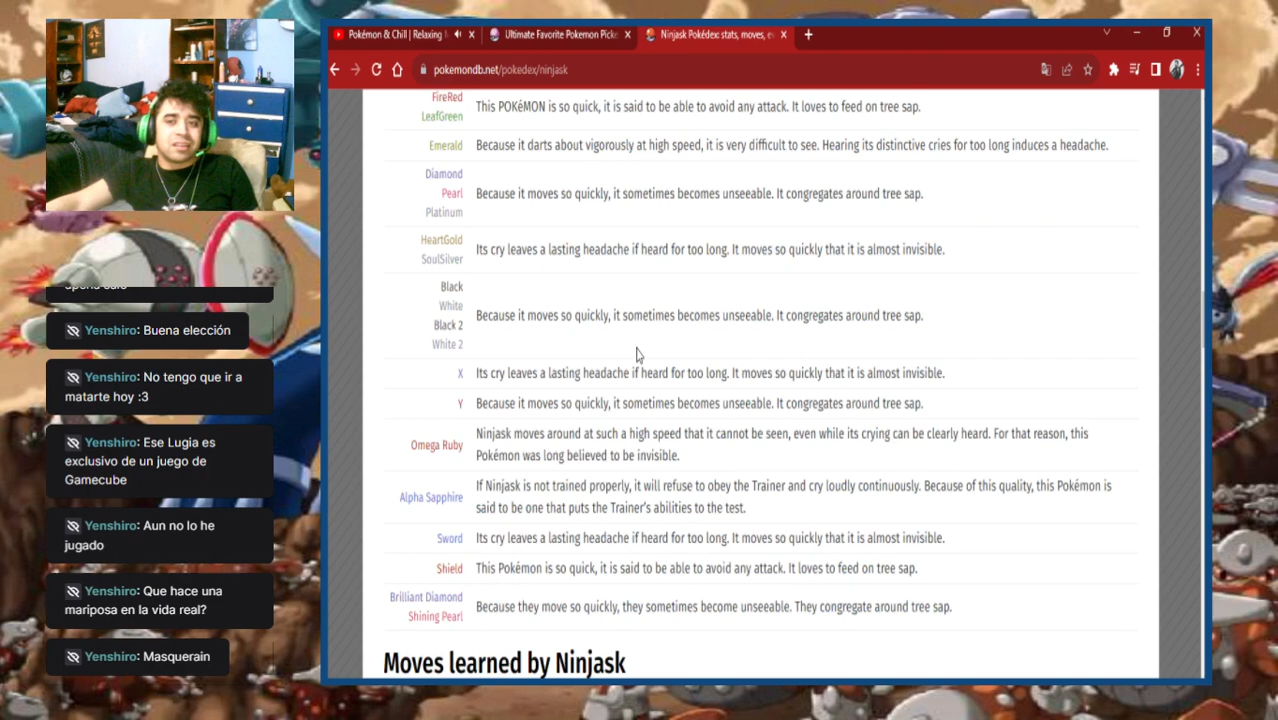 Pokémon & Chill | Relaxing
Ultimate Favorite Pokemon Picke
Ninjask Pokédex: stats, moves, e
pokemondb.net/pokedex/ninjask
FireRed
LeafGreen
This POKéMON is so quick, it is said to be able to avoid any attack. It loves to feed on tree sap.
Emerald
Because it darts about vigorously at high speed, it is very difficult to see. Hearing its distinctive cries for too long induces a headache.
Diamond
Pearl
Platinum
Because it moves so quickly, it sometimes becomes unseeable. It congregates around tree sap.
HeartGold
SoulSilver
Its cry leaves a lasting headache if heard for too long. It moves so quickly that it is almost invisible.
Black
White
Black 2
White 2
Because it moves so quickly, it sometimes becomes unseeable. It congregates around tree sap.
X
Its cry leaves a lasting headache if heard for too long. It moves so quickly that it is almost invisible.
Y
Because it moves so quickly, it sometimes becomes unseeable. It congregates around tree sap.
Omega Ruby
Ninjask moves around at such a high speed that it cannot be seen, even while its crying can be clearly heard. For that reason, this
Pokémon was long believed to be invisible.
Alpha Sapphire
If Ninjask is not trained properly, it will refuse to obey the Trainer and cry loudly continuously. Because of this quality, this Pokémon is
said to be one that puts the Trainer's abilities to the test.
Sword
Its cry leaves a lasting headache if heard for too long. It moves so quickly that it is almost invisible.
Shield
This Pokémon is so quick, it is said to be able to avoid any attack. It loves to feed on tree sap.
Brilliant Diamond
Shining Pearl
Because they move so quickly, they sometimes become unseeable. They congregate around tree sap.
Moves learned by Ninjask
Yenshiro: Buena elección
Yenshiro: No tengo que ir a
matarte hoy :3
Yenshiro: Ese Lugia es
exclusivo de un juego de
Gamecube
Yenshiro: Aun no lo he
jugado
Yenshiro: Que hace una
mariposa en la vida real?
Yenshiro: Masquerain